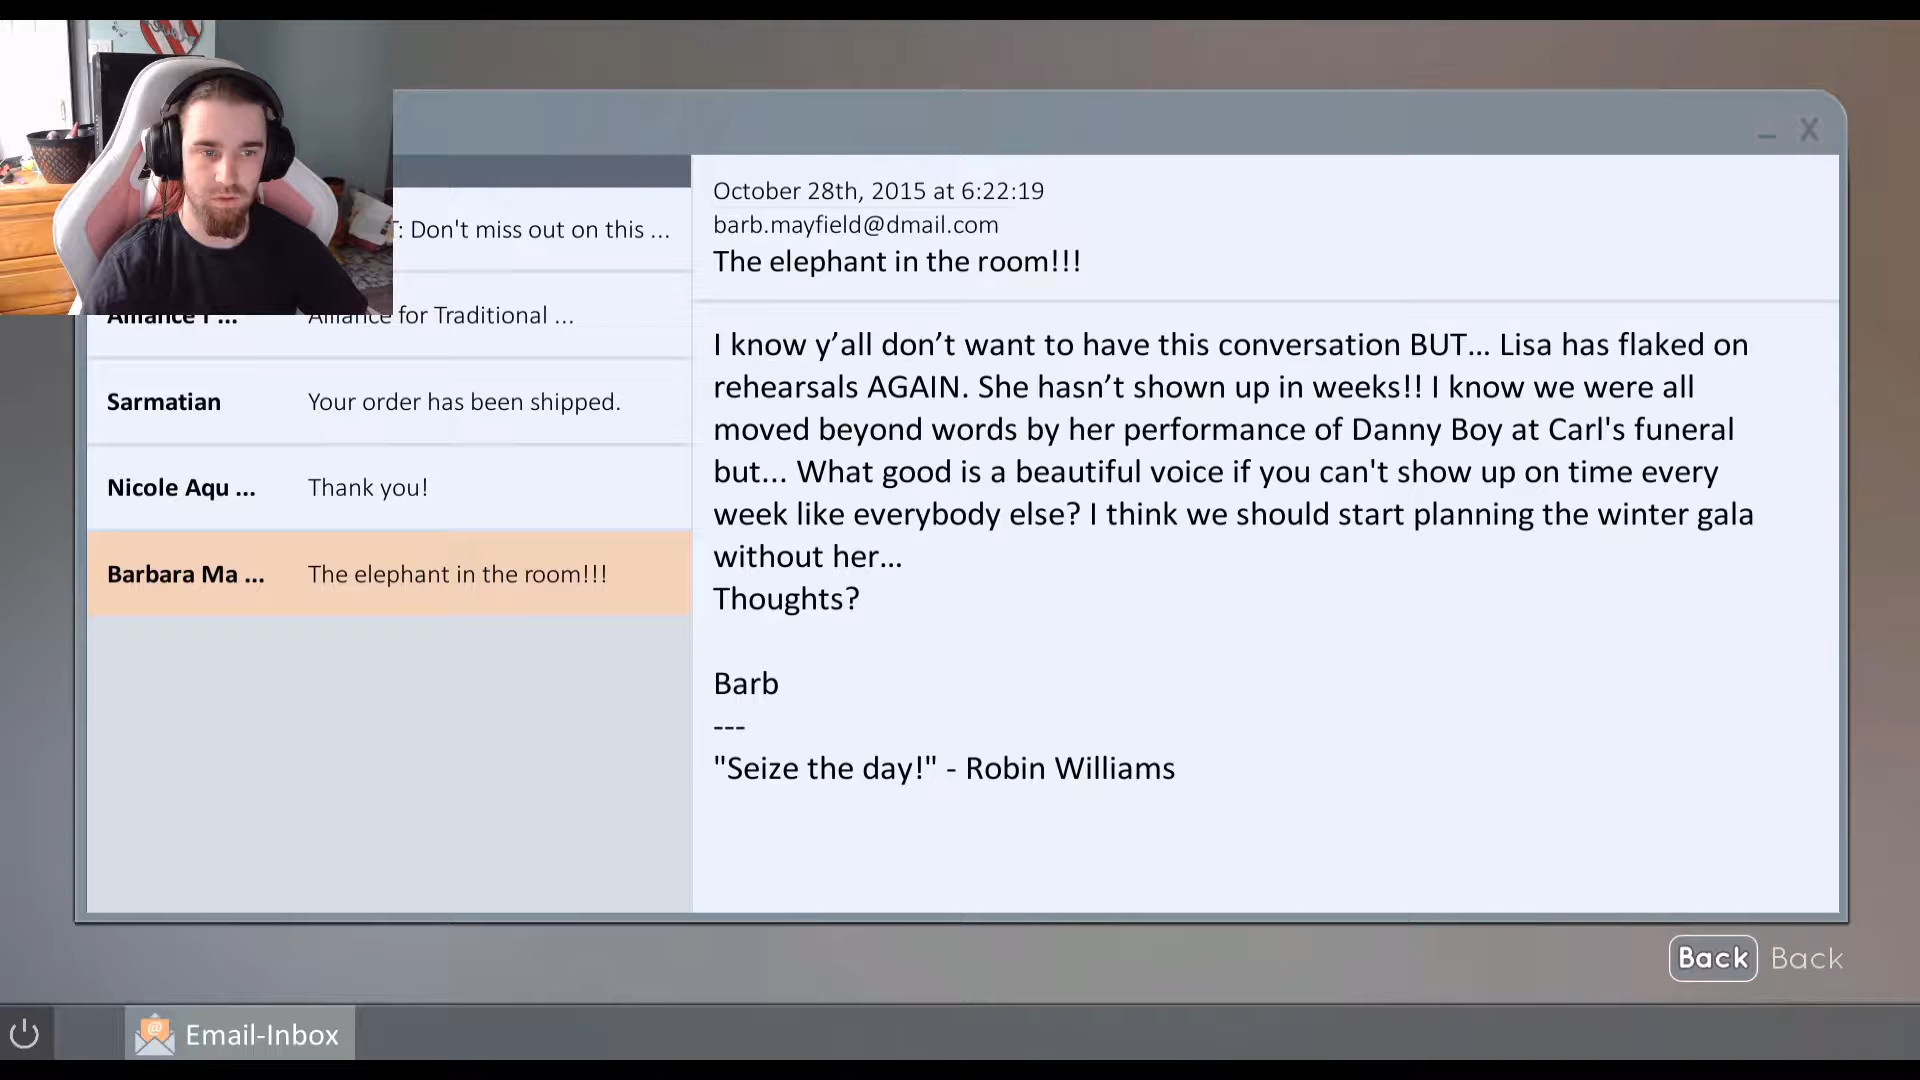 T: Don't miss out on this ...
Alliance f ... Alliance for Traditional ...
Sarmatian Your order has been shipped.
Nicole Aqu ... Thank you!
Barbara Ma ... The elephant in the room!!!
October 28th, 2015 at 6:22:19
barb.mayfield@dmail.com
The elephant in the room!!!
I know y’all don’t want to have this conversation BUT... Lisa has flaked on
rehearsals AGAIN. She hasn’t shown up in weeks!! I know we were all
moved beyond words by her performance of Danny Boy at Carl's funeral
but... What good is a beautiful voice if you can't show up on time every
week like everybody else? I think we should start planning the winter gala
without her...
Thoughts?
Barb
---
"Seize the day!" - Robin Williams
Back Back
Email-Inbox